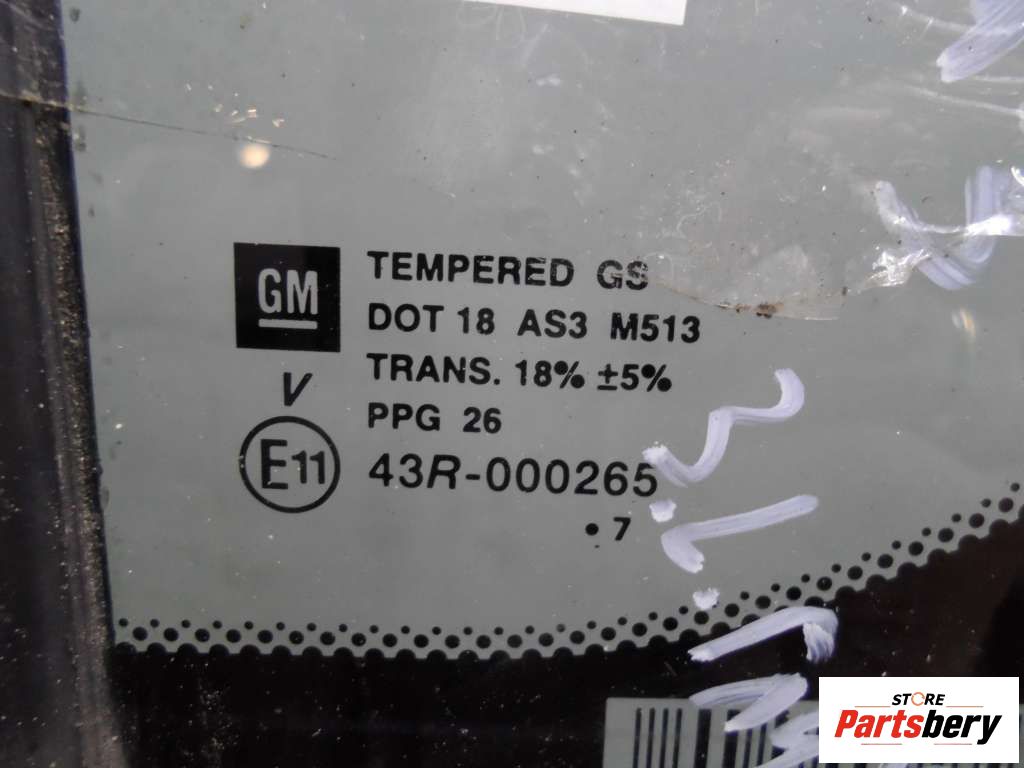 GM
TEMPERED GS
DOT 18 AS3 M513
TRANS. 18% ±5%
V
PPG 26
E11
43R-000265
• 7
STORE
Partsbery